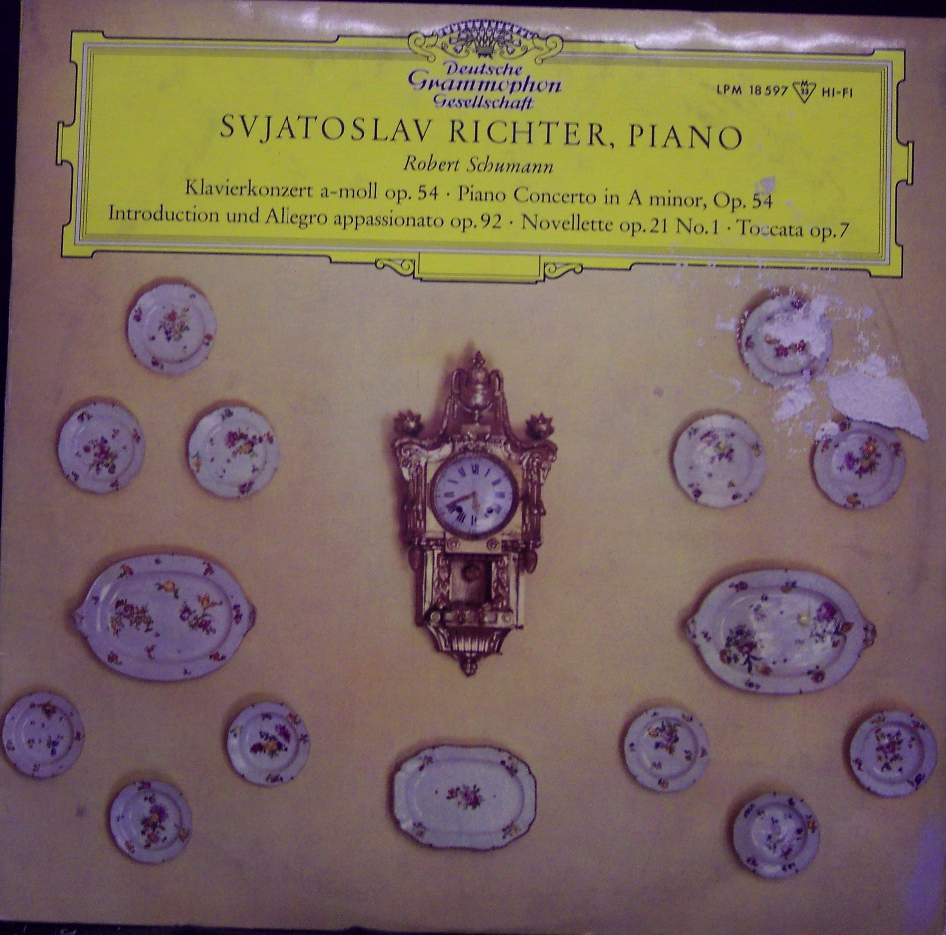 Deutsche
Grammophon
Gesellschaft
LPM 18 597 M 33 HI-FI
SVJATOSLAV RICHTER, PIANO
Robert Schumann
Klavierkonzert a-moll op. 54 · Piano Concerto in A minor, Op. 54
Introduction und Allegro appassionato op. 92 · Novellette op. 21 No. 1 · Toccata op. 7